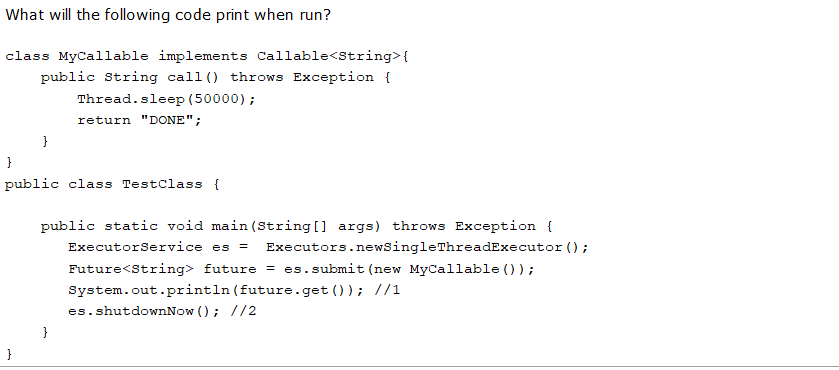 What will the following code print when run?
class MyCallable implements Callable<String>{
public String call() throws Exception {
Thread.sleep(50000);
return "DONE";
}
}
public class TestClass {
public static void main(String[] args) throws Exception {
ExecutorService es =  Executors.newSingleThreadExecutor();
Future<String> future = es.submit(new MyCallable());
System.out.println(future.get()); //1
es.shutdownNow(); //2
}
}